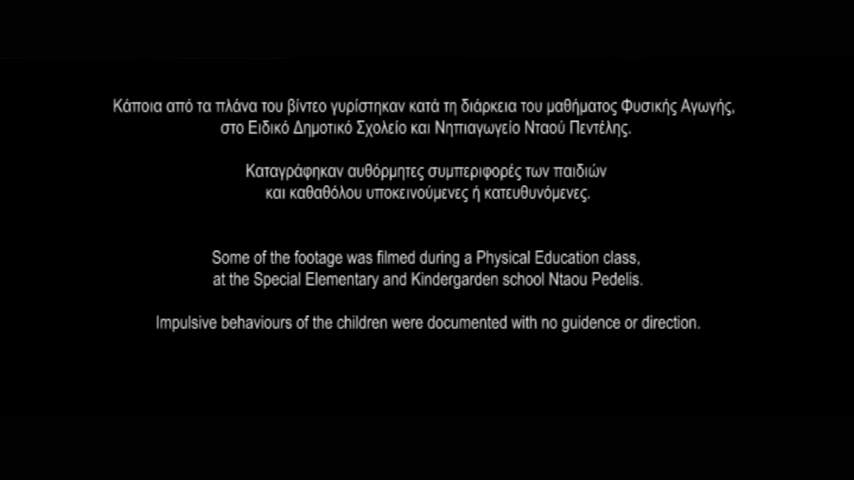 Κάποια από τα πλάνα του βίντεο γυρίστηκαν κατά τη διάρκεια του μαθήματος Φυσικής Αγωγής,
στο Ειδικό Δημοτικό Σχολείο και Νηπιαγωγείο Νταού Πεντέλης.
Καταγράφηκαν αυθόρμητες συμπεριφορές των παιδιών
και καθαθόλου υποκεινούμενες ή κατευθυνόμενες.
Some of the footage was filmed during a Physical Education class,
at the Special Elementary and Kindergarden school Ntaou Pedelis.
Impulsive behaviours of the children were documented with no guidence or direction.